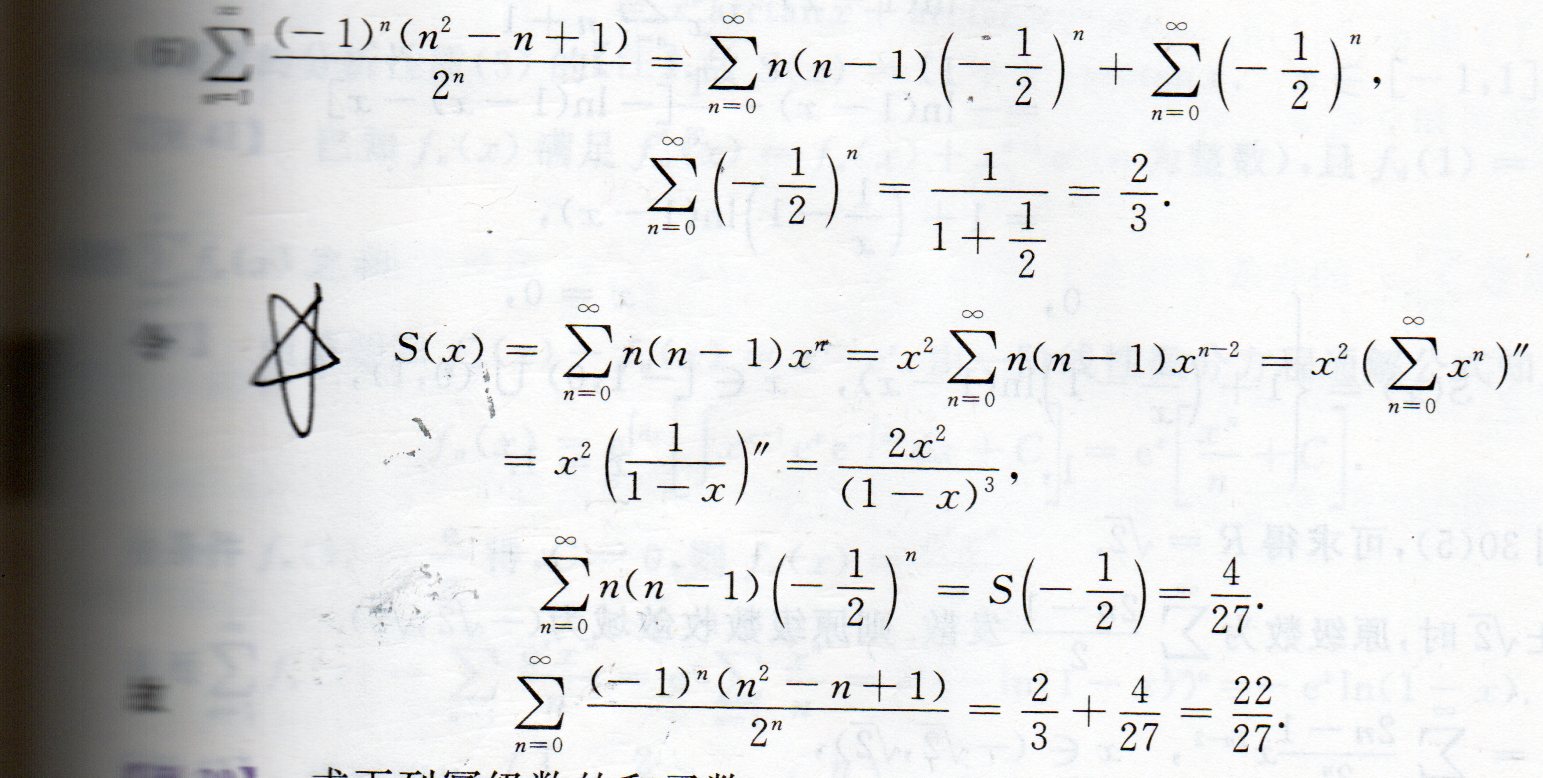 (6) \sum_{n=0}^{\infty} \frac{(-1)^n (n^2 - n + 1)}{2^n} = \sum_{n=0}^{\infty} n(n-1) \left( -\frac{1}{2} \right)^n + \sum_{n=0}^{\infty} \left( -\frac{1}{2} \right)^n,
\sum_{n=0}^{\infty} \left( -\frac{1}{2} \right)^n = \frac{1}{1 + \frac{1}{2}} = \frac{2}{3}.
S(x) = \sum_{n=0}^{\infty} n(n-1)x^n = x^2 \sum_{n=0}^{\infty} n(n-1)x^{n-2} = x^2 \left( \sum_{n=0}^{\infty} x^n \right)''
= x^2 \left( \frac{1}{1-x} \right)'' = \frac{2x^2}{(1-x)^3},
\sum_{n=0}^{\infty} n(n-1) \left( -\frac{1}{2} \right)^n = S\left( -\frac{1}{2} \right) = \frac{4}{27}.
\sum_{n=0}^{\infty} \frac{(-1)^n (n^2 - n + 1)}{2^n} = \frac{2}{3} + \frac{4}{27} = \frac{22}{27}.